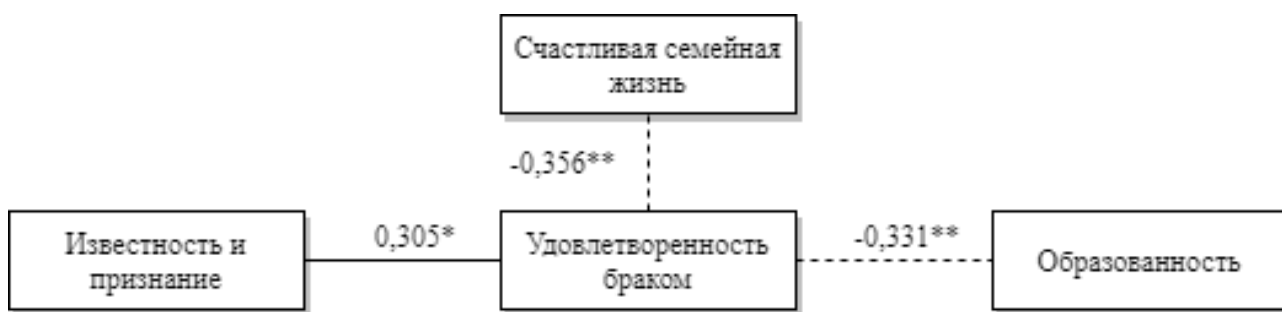 Счастливая семейная
жизнь
-0,356**
Известность и
признание
0,305*
Удовлетворенность
браком
-0,331**
Образованность